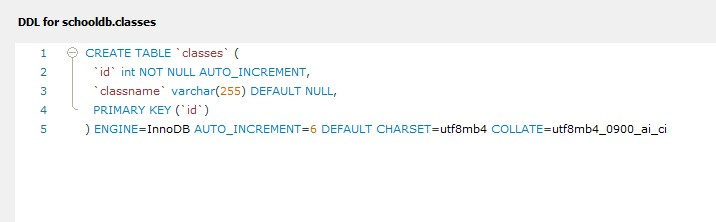 DDL for schooldb.classes
1 CREATE TABLE `classes` (
2 `id` int NOT NULL AUTO_INCREMENT,
3 `classname` varchar(255) DEFAULT NULL,
4 PRIMARY KEY (`id`)
5 ) ENGINE=InnoDB AUTO_INCREMENT=6 DEFAULT CHARSET=utf8mb4 COLLATE=utf8mb4_0900_ai_ci